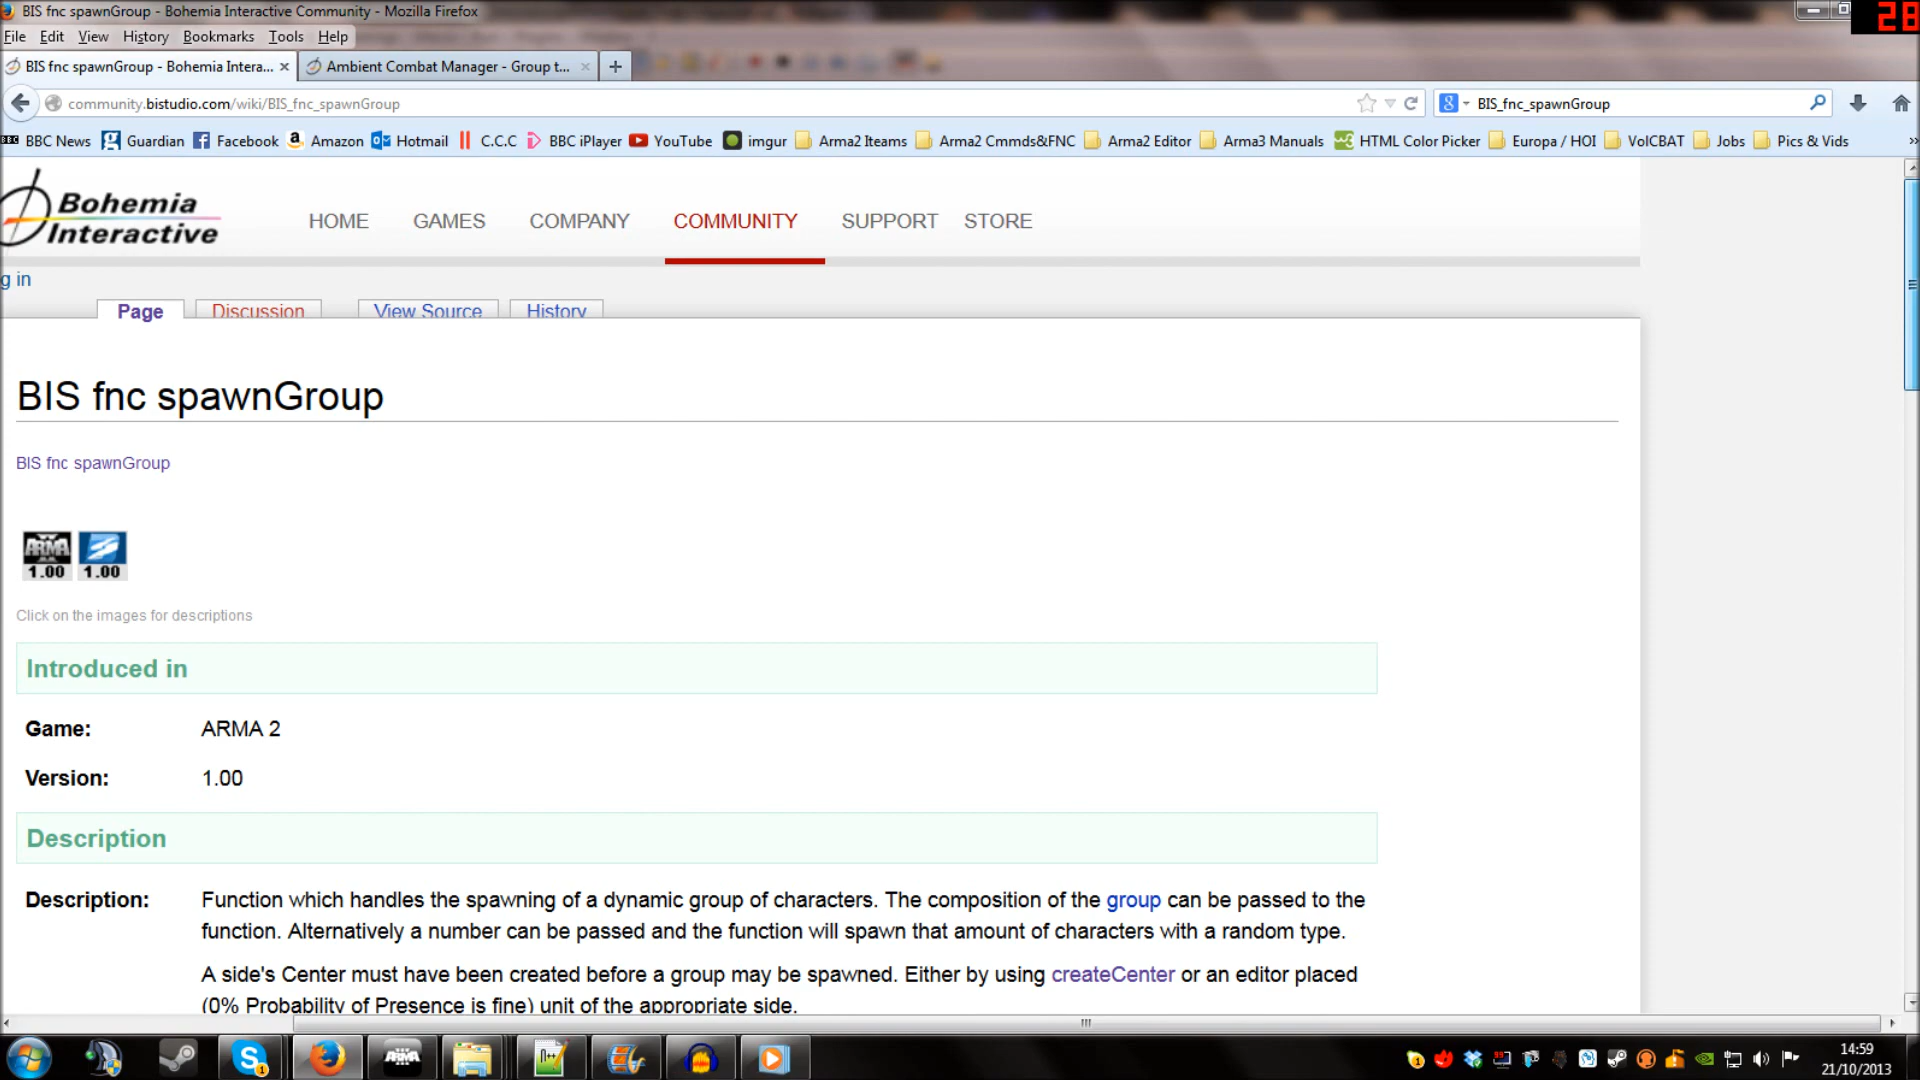 BIS fnc spawnGroup - Bohemia Interactive Community - Mozilla Firefox
28
File Edit View History Bookmarks Tools Help
BIS fnc spawnGroup - Bohemia Intera... × Ambient Combat Manager - Group t... × +
community.bistudio.com/wiki/BIS_fnc_spawnGroup
8 BIS_fnc_spawnGroup
BBC BBC News Guardian Facebook Amazon Hotmail C.C.C BBC iPlayer YouTube imgur Arma2 Iteams Arma2 Cmmds&FNC Arma2 Editor Arma3 Manuals HTML Color Picker Europa / HOI VolCBAT Jobs Pics & Vids »
Bohemia
Interactive
HOME GAMES COMPANY COMMUNITY SUPPORT STORE
g in
Page Discussion View Source History
BIS fnc spawnGroup
BIS fnc spawnGroup
ARMA
1.00 1.00
Click on the images for descriptions
Introduced in
Game: ARMA 2
Version: 1.00
Description
Description: Function which handles the spawning of a dynamic group of characters. The composition of the group can be passed to the
function. Alternatively a number can be passed and the function will spawn that amount of characters with a random type.
A side's Center must have been created before a group may be spawned. Either by using createCenter or an editor placed
(0% Probability of Presence is fine) unit of the appropriate side.
ARMA
14:59
21/10/2013